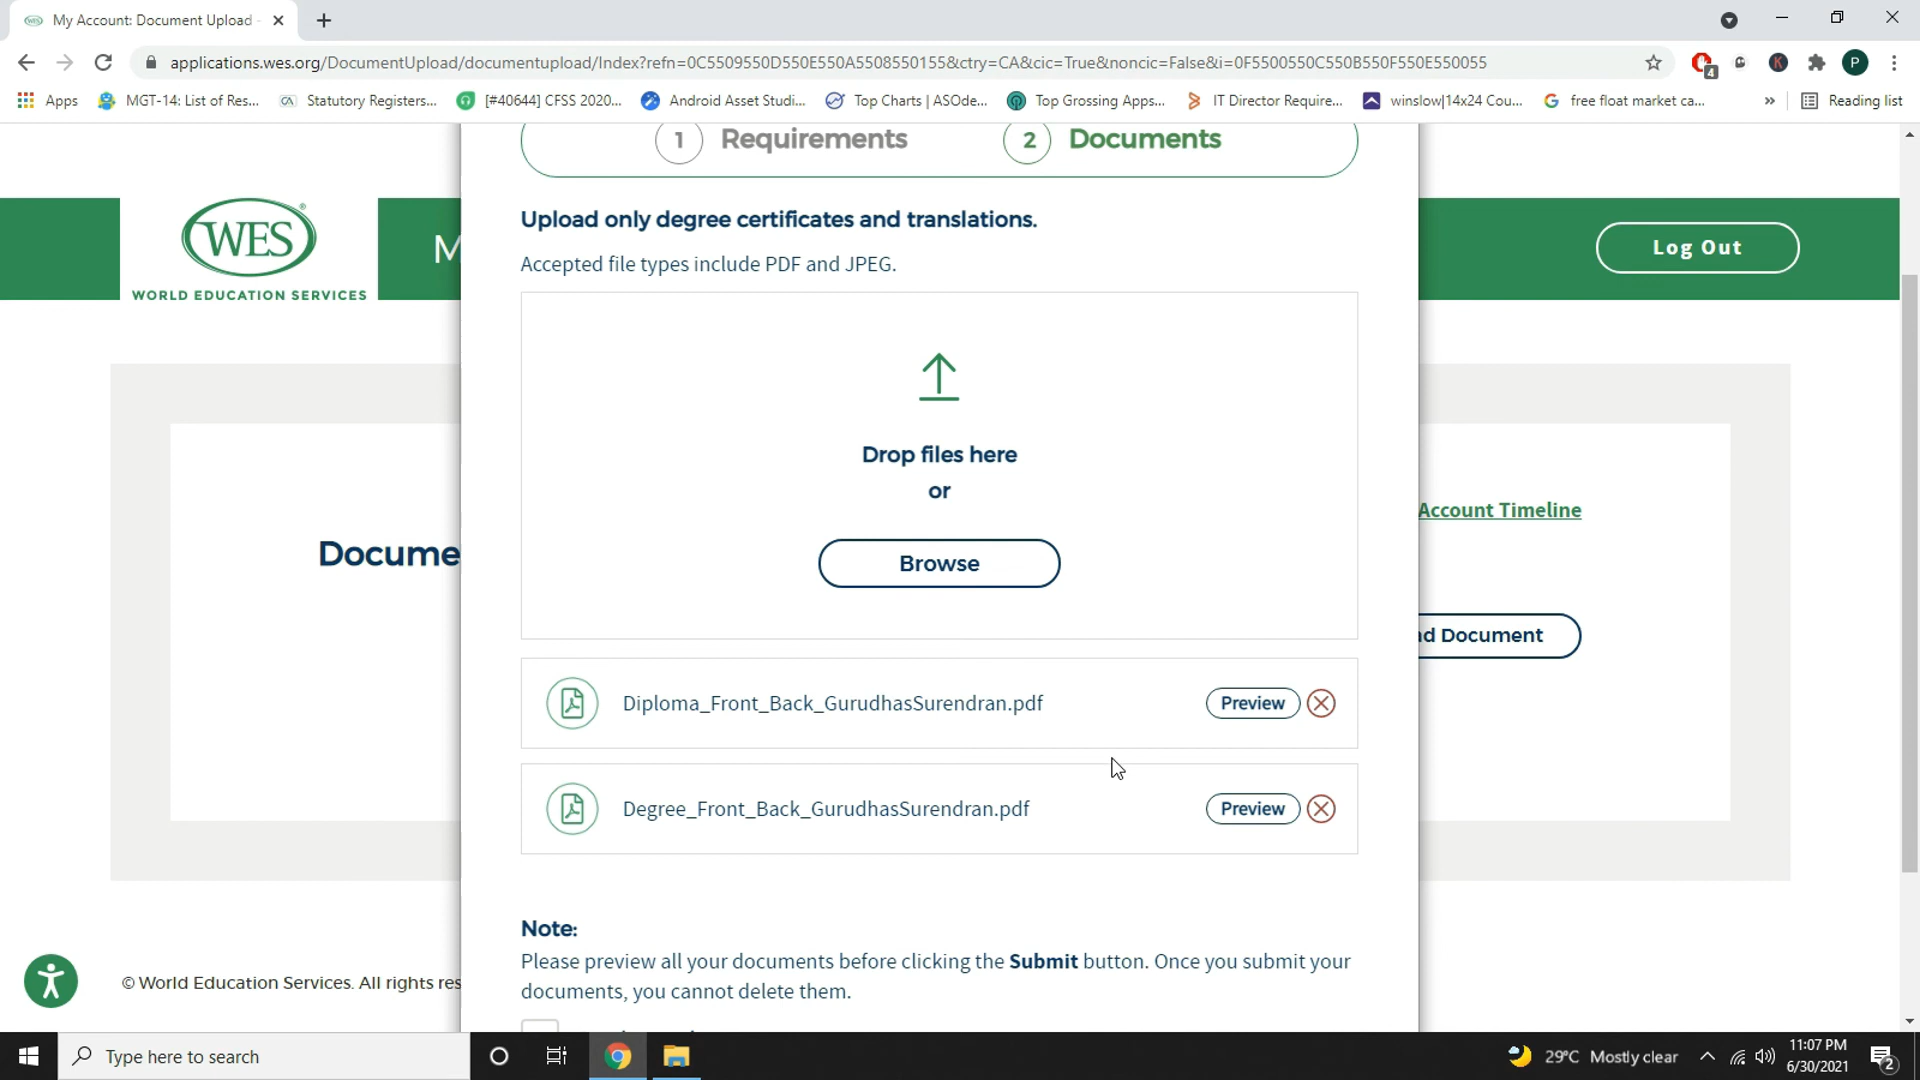 My Account: Document Upload
applications.wes.org/DocumentUpload/documentupload/Index?refn=0C5509550D550E550A5508550155&ctry=CA&cic=True&noncic=False&i=0F5500550C550B550F550E550055
4
K
P
Apps
MGT-14: List of Res...
CA
Statutory Registers...
[#40644] CFSS 2020...
Android Asset Studi...
Top Charts | ASOde...
Top Grossing Apps...
IT Director Require...
winslow|14x24 Cou...
free float market ca...
»
Reading list
1 Requirements
2 Documents
WES
®
WORLD EDUCATION SERVICES
M
Log Out
Upload only degree certificates and translations.
Accepted file types include PDF and JPEG.
Drop files here
or
Browse
Docume
Account Timeline
d Document
Diploma_Front_Back_GurudhasSurendran.pdf
Preview
Degree_Front_Back_GurudhasSurendran.pdf
Preview
Note:
Please preview all your documents before clicking the Submit button. Once you submit your
documents, you cannot delete them.
© World Education Services. All rights res
Type here to search
29°C Mostly clear
11:07 PM
6/30/2021
2